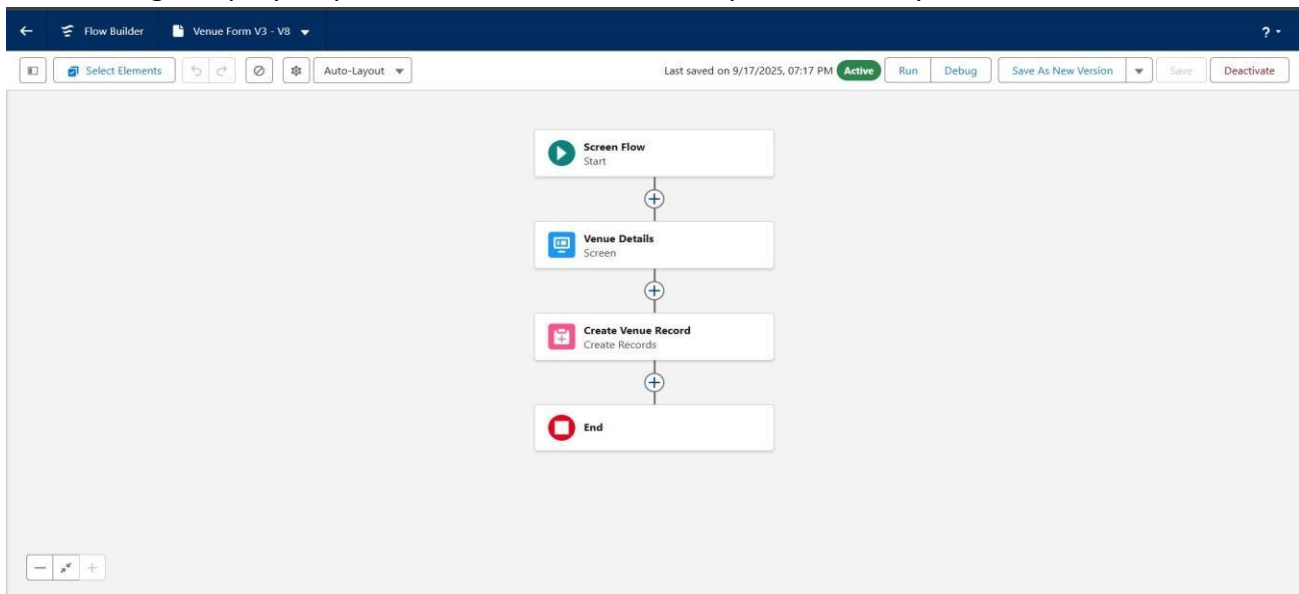 Flow Builder Venue Form V3 - V8 ? 
Select Elements Auto-Layout Last saved on 9/17/2025, 07:17 PM Active Run Debug Save As New Version Save Deactivate
Screen Flow
Start
Venue Details
Screen
Create Venue Record
Create Records
End